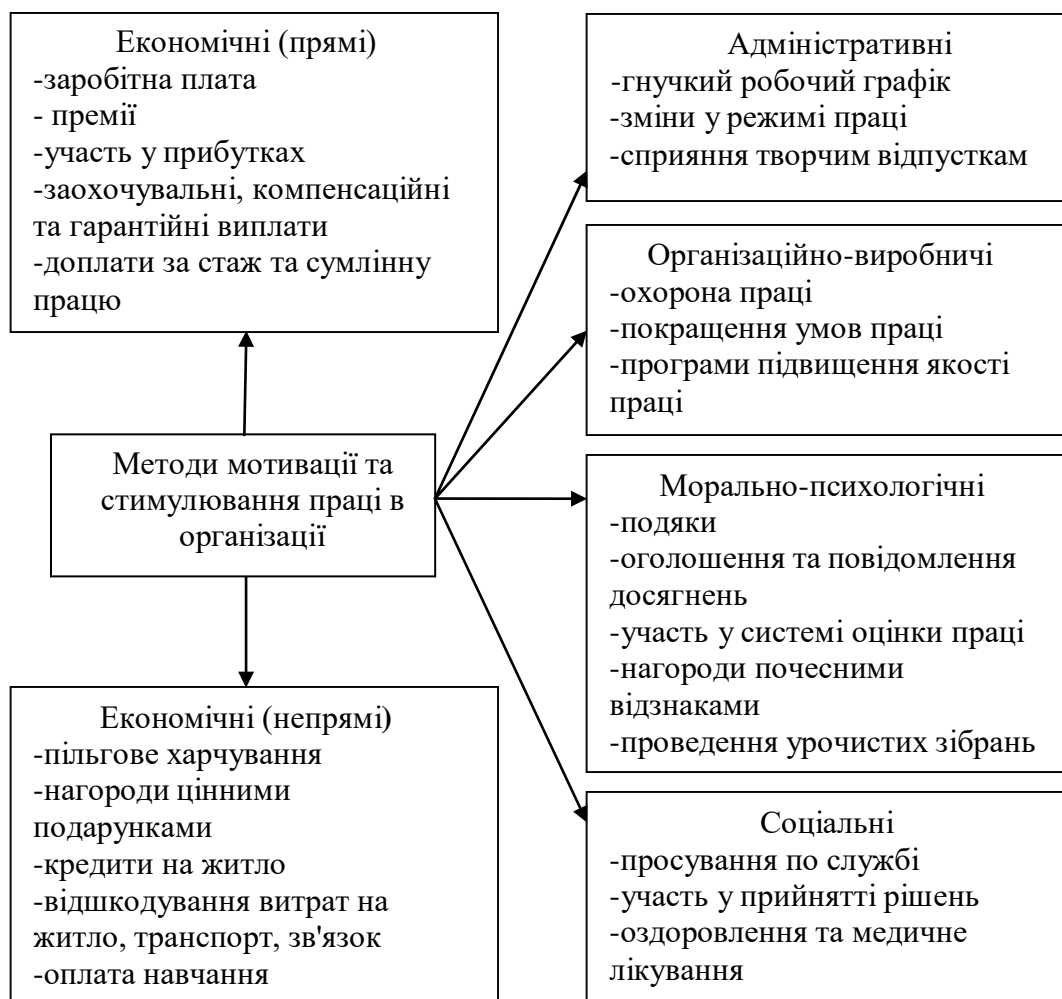 Економічні (прямі)
-заробітна плата
- премії
-участь у прибутках
-заохочувальні, компенсаційні
та гарантійні виплати
-доплати за стаж та сумлінну
працю
Методи мотивації та
стимулювання праці в
організації
Економічні (непрямі)
-пільгове харчування
-нагороди цінними
подарунками
-кредити на житло
-відшкодування витрат на
житло, транспорт, зв'язок
-оплата навчання
Адміністративні
-гнучкий робочий графік
-зміни у режимі праці
-сприяння творчим відпусткам
Організаційно-виробничі
-охорона праці
-покращення умов праці
-програми підвищення якості
праці
Морально-психологічні
-подяки
-оголошення та повідомлення
досягнень
-участь у системі оцінки праці
-нагороди почесними
відзнаками
-проведення урочистих зібрань
Соціальні
-просування по службі
-участь у прийнятті рішень
-оздоровлення та медичне
лікування